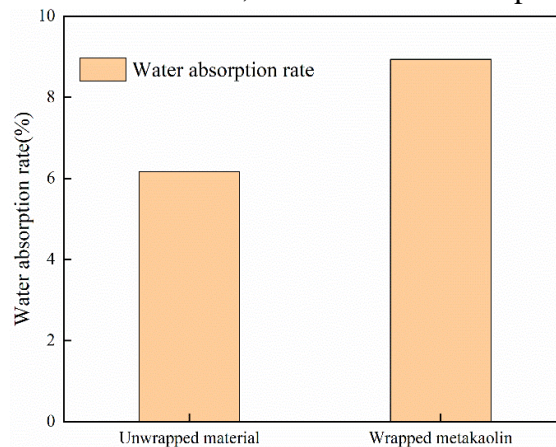 10
Water absorption rate
8
6
4
2
0
Water absorption rate(%)
Unwrapped material
Wrapped metakaolin